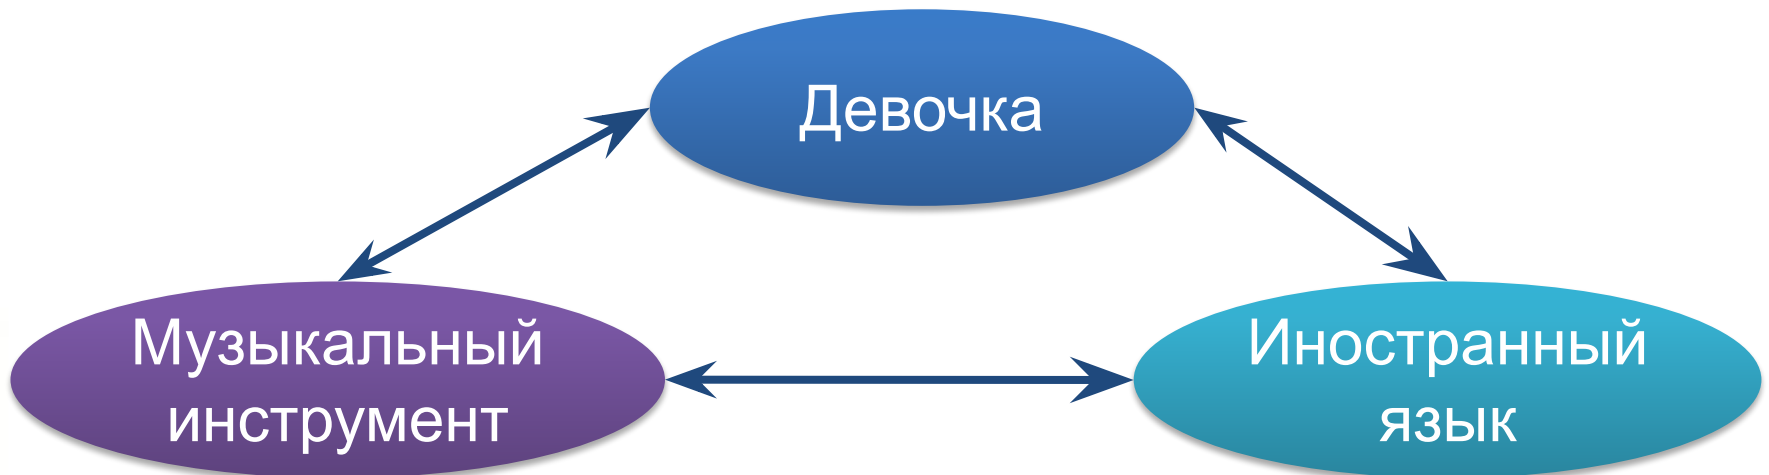 Девочка
Музыкальный
инструмент
Иностранный
язык